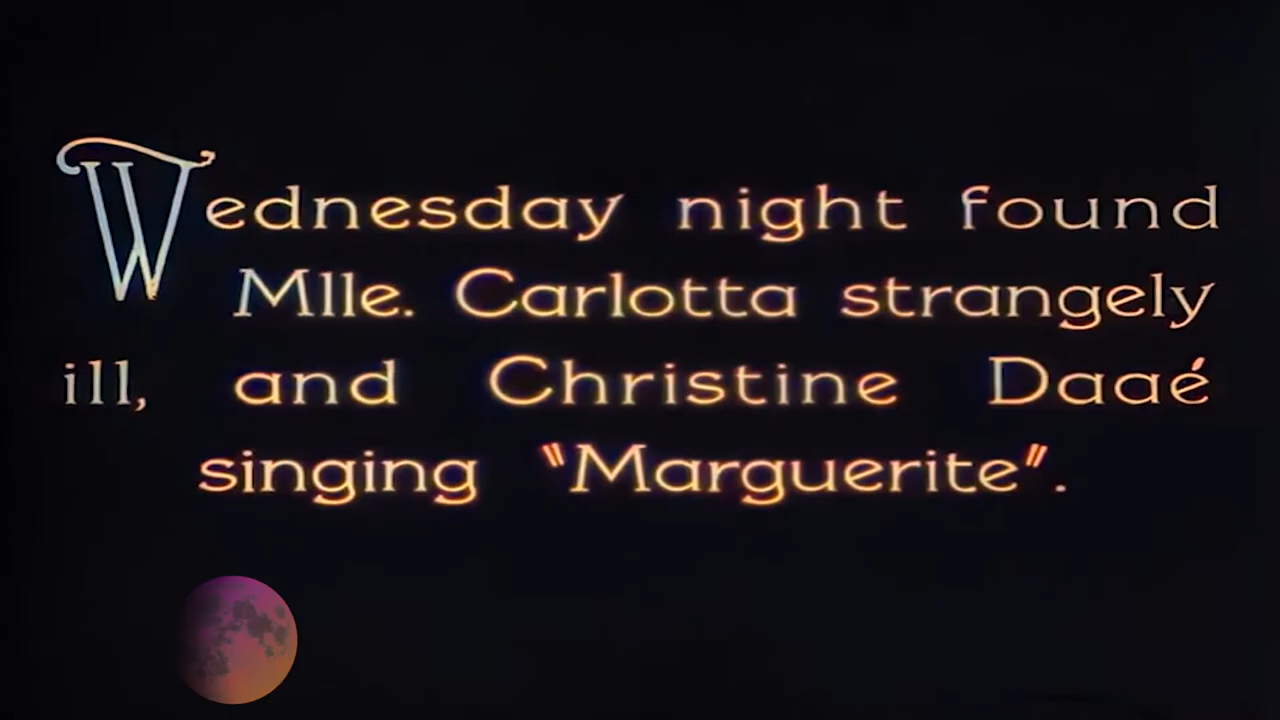 Wednesday night found
Mlle. Carlotta strangely
ill, and Christine Daaé
singing "Marguerite".